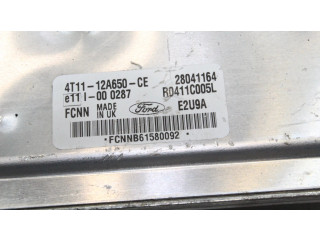 4T11-12A650-CE 28041164
e11 I-00 0287 R0411C005L
FCNN MADE IN UK Ford E2U9A
*FCNNB61580092*